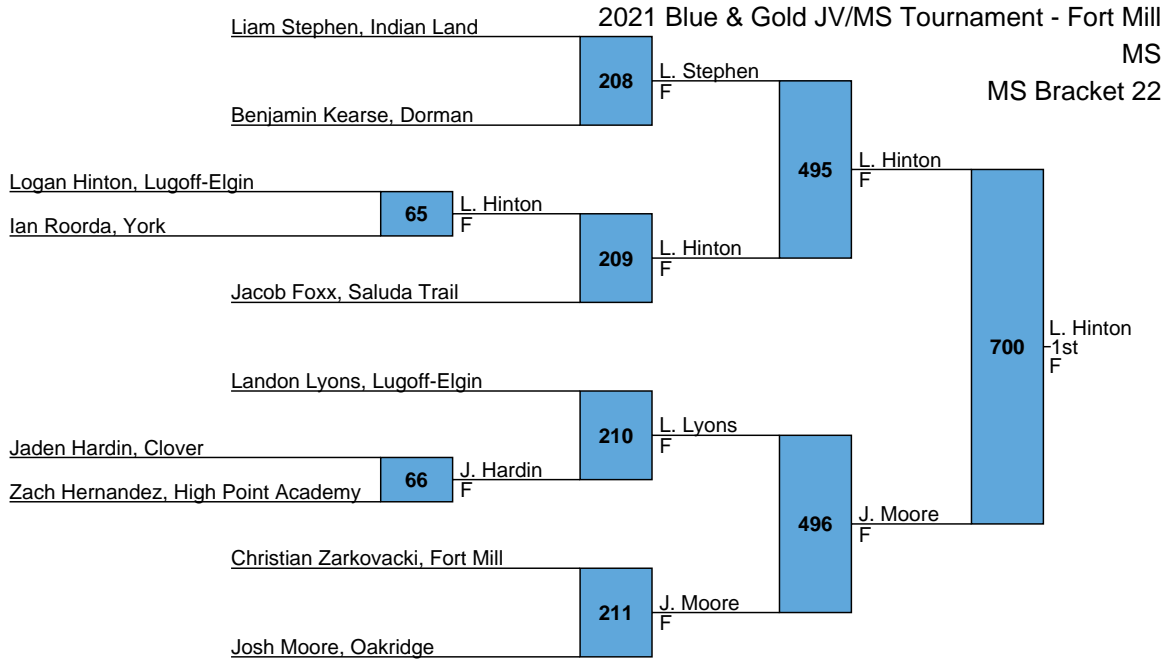 2021 Blue & Gold JV/MS Tournament - Fort Mill
MS
MS Bracket 22
Liam Stephen, Indian Land
208
L. Stephen
F
Benjamin Kearse, Dorman
495
L. Hinton
F
Logan Hinton, Lugoff-Elgin
65
L. Hinton
F
Ian Roorda, York
209
L. Hinton
F
Jacob Foxx, Saluda Trail
700
L. Hinton
1st
F
Landon Lyons, Lugoff-Elgin
210
L. Lyons
F
Jaden Hardin, Clover
66
J. Hardin
F
Zach Hernandez, High Point Academy
496
J. Moore
F
Christian Zarkovacki, Fort Mill
211
J. Moore
F
Josh Moore, Oakridge